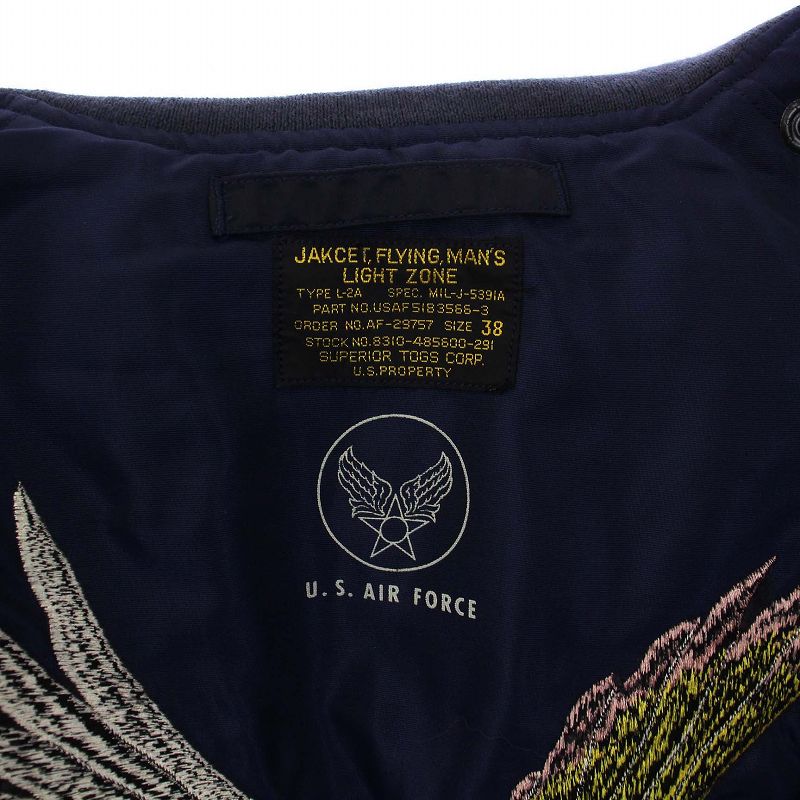 JAKCET, FLYING, MAN'S
LIGHT ZONE
TYPE L-2A SPEC. MIL-J-5391A
PART NO. USAF5183566-3
ORDER NO. AF-29757 SIZE 38
STOCK NO. 8310-485600-291
SUPERIOR TOGS CORP.
U.S. PROPERTY
U. S. AIR FORCE